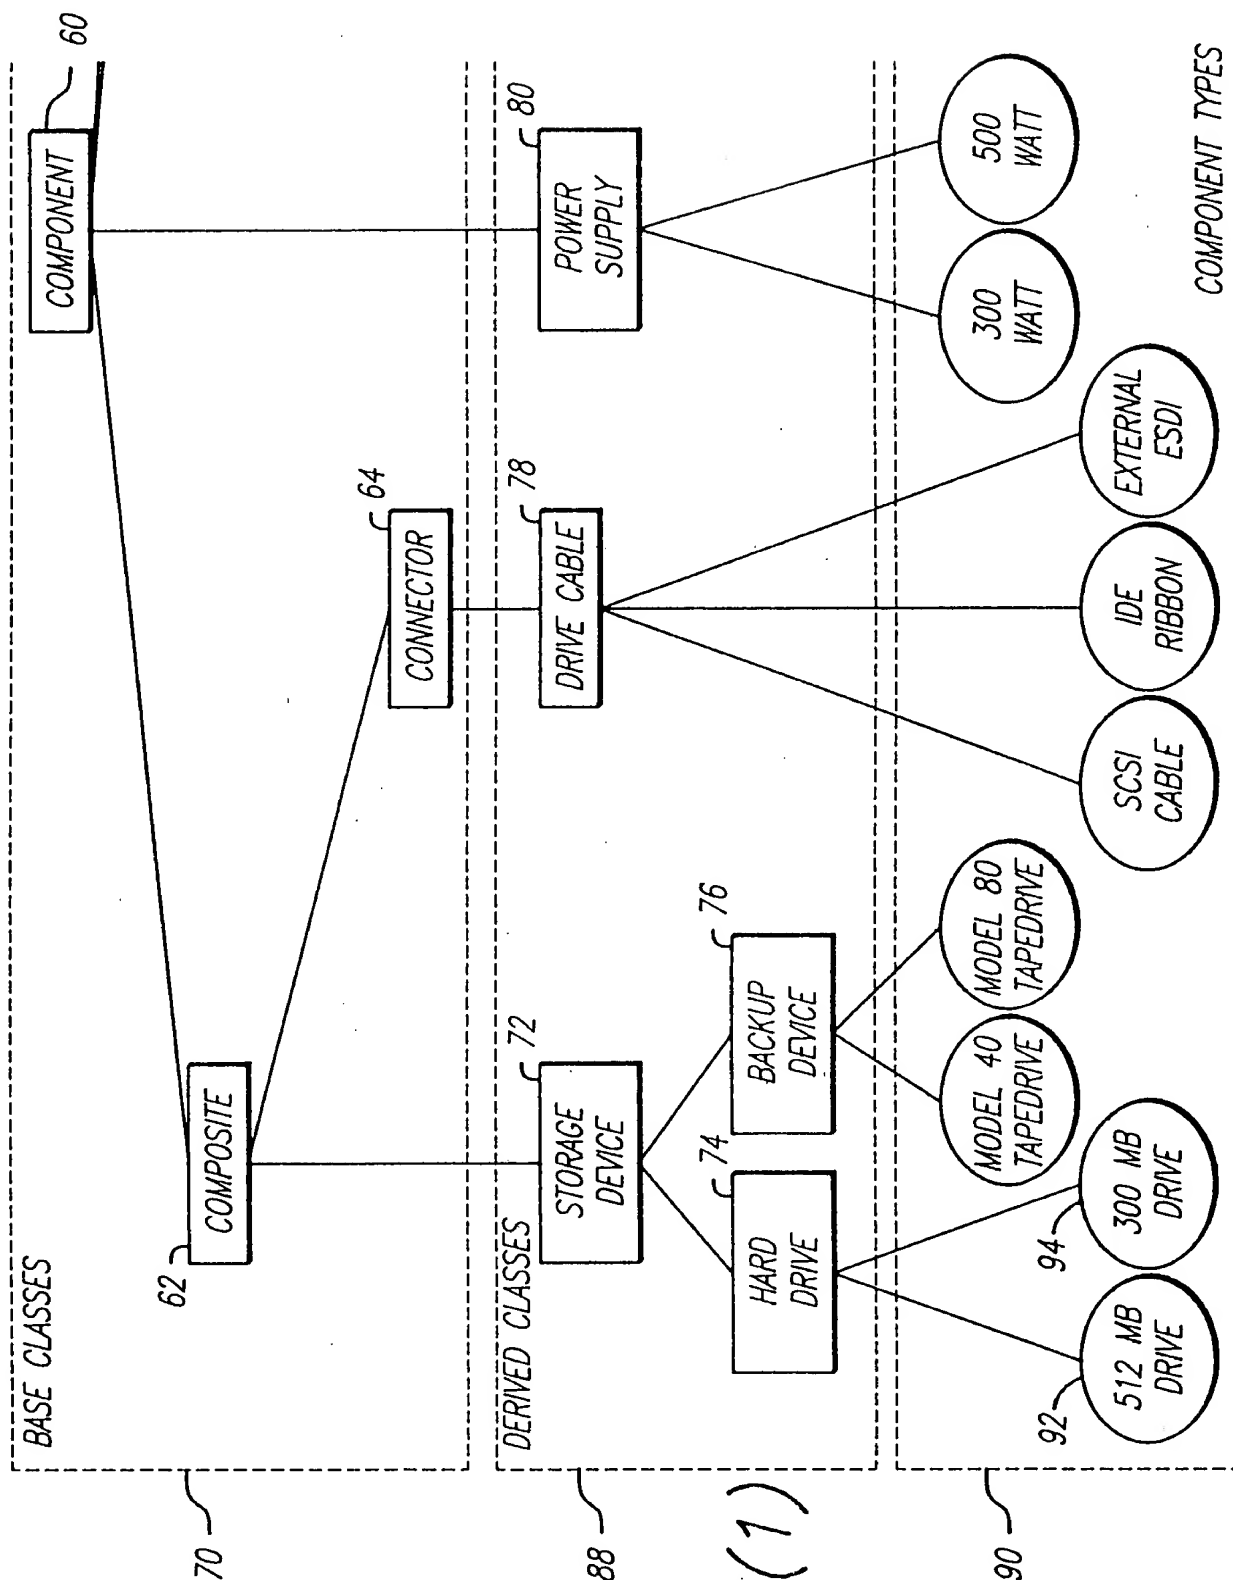 BASE CLASSES
70
COMPONENT
60
62
COMPOSITE
CONNECTOR
64
DERIVED CLASSES
88
STORAGE
DEVICE
72
DRIVE CABLE
78
POWER
SUPPLY
80
HARD
DRIVE
74
BACKUP
DEVICE
76
(1)
90
92
512 MB
DRIVE
94
300 MB
DRIVE
MODEL 40
TAPEDRIVE
MODEL 80
TAPEDRIVE
SCSI
CABLE
IDE
RIBBON
EXTERNAL
ESDI
300
WATT
500
WATT
COMPONENT TYPES